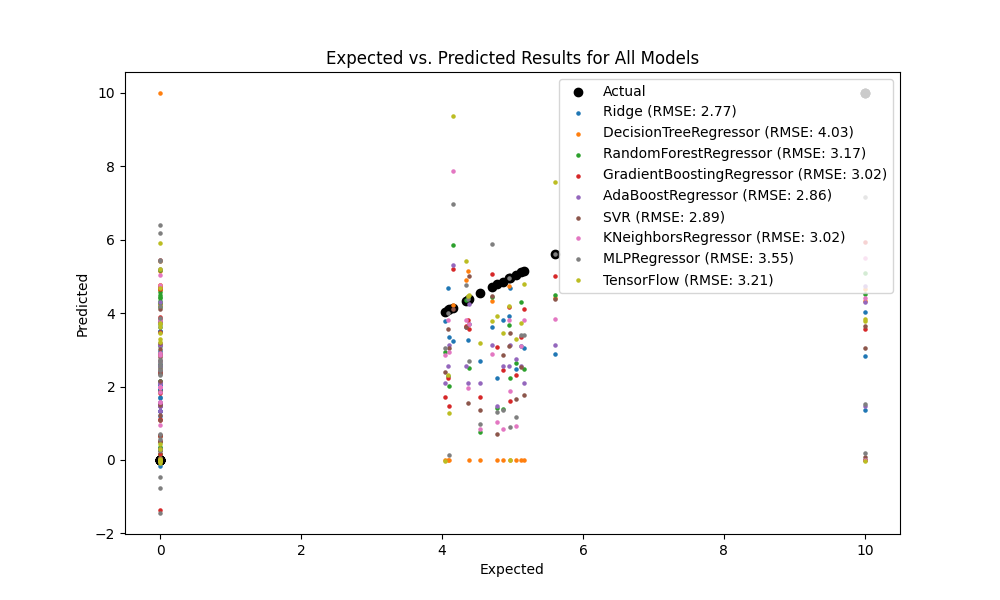 Expected vs. Predicted Results for All Models
10
8
6
4
2
0
−2
Predicted
Actual
Ridge (RMSE: 2.77)
DecisionTreeRegressor (RMSE: 4.03)
RandomForestRegressor (RMSE: 3.17)
GradientBoostingRegressor (RMSE: 3.02)
AdaBoostRegressor (RMSE: 2.86)
SVR (RMSE: 2.89)
KNeighborsRegressor (RMSE: 3.02)
MLPRegressor (RMSE: 3.55)
TensorFlow (RMSE: 3.21)
0 2 4 6 8 10
Expected